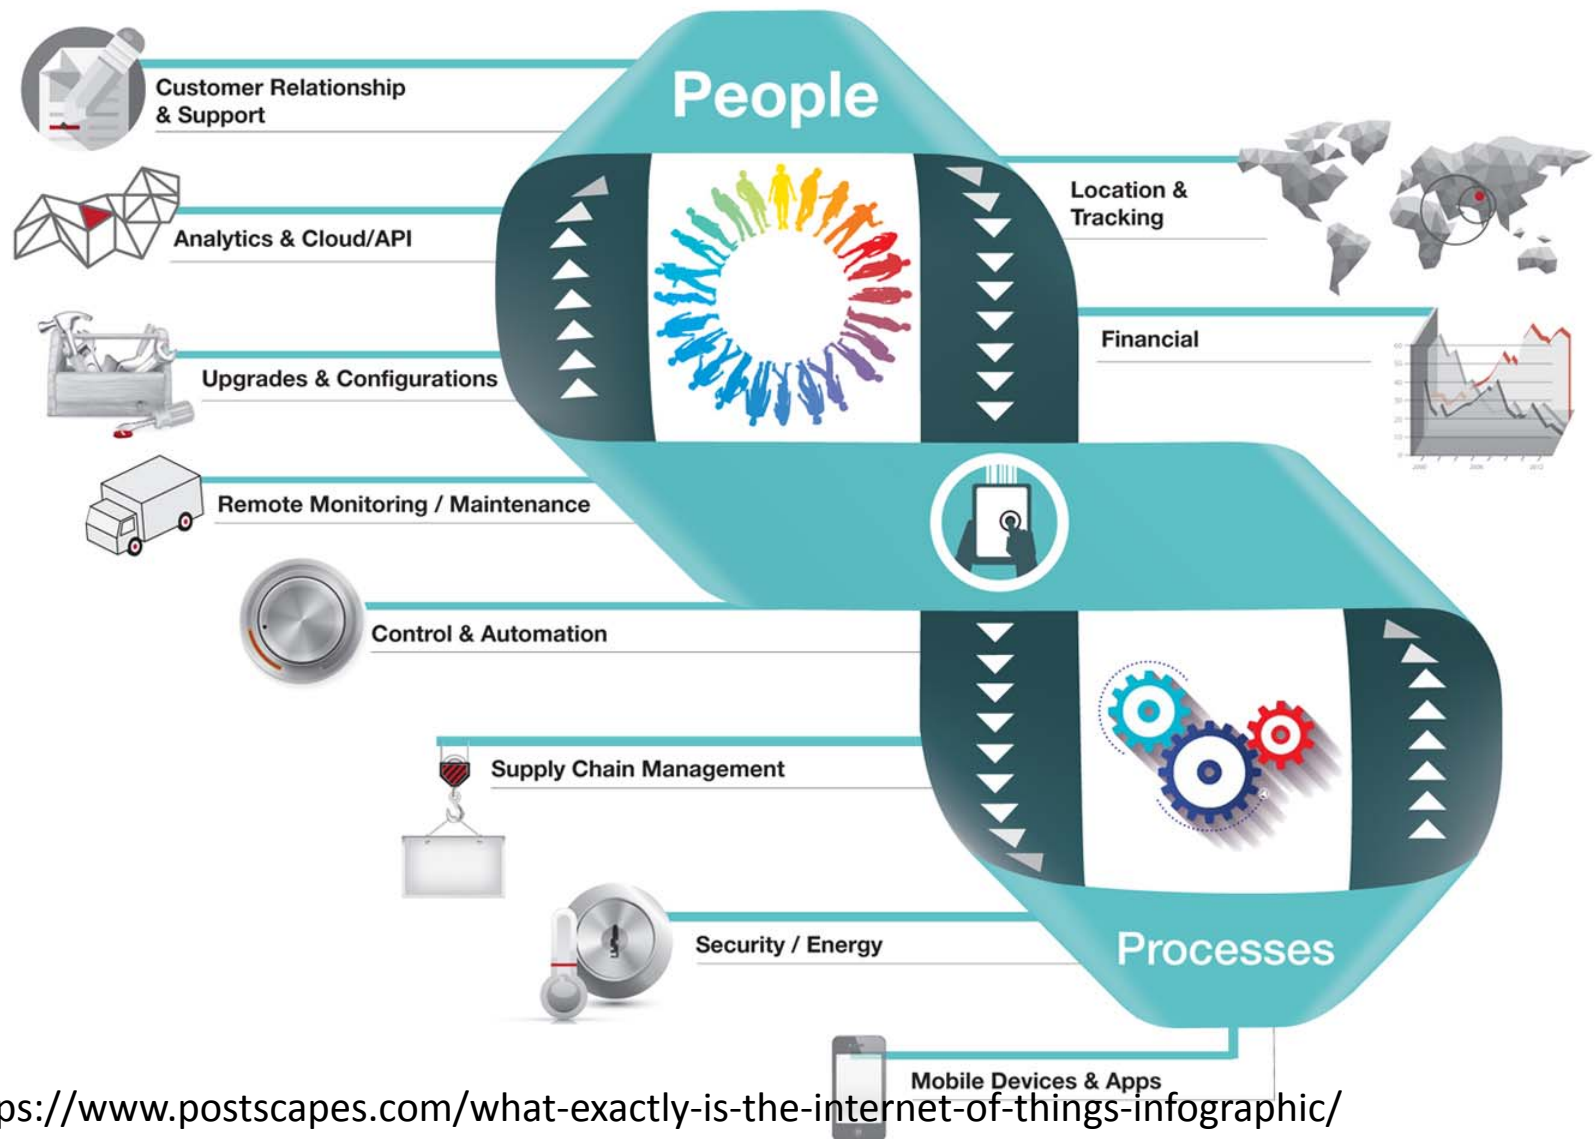 People
Customer Relationship
& Support
Location &
Tracking
Analytics & Cloud/API
Financial
Upgrades & Configurations
Remote Monitoring / Maintenance
Control & Automation
Supply Chain Management
Security / Energy
Processes
Mobile Devices & Apps
ps://www.postscapes.com/what-exactly-is-the-internet-of-things-infographic/